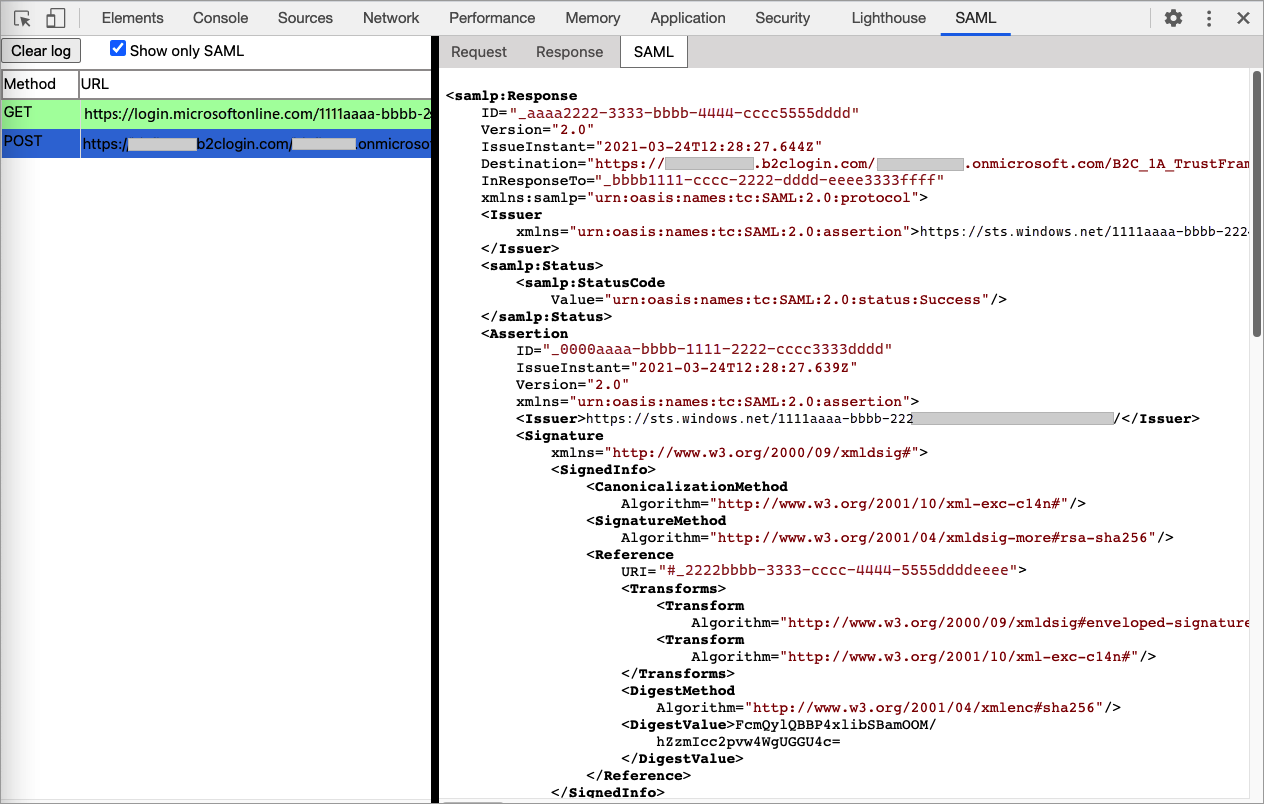 Elements Console Sources Network Performance Memory Application Security Lighthouse SAML
Clear log Show only SAML
Request Response SAML
Method URL
GET https://login.microsoftonline.com/1111aaaa-bbbb-2
POST https:/ b2clogin.com/ .onmicrosof
<samlp:Response
ID="_aaaa2222-3333-bbbb-4444-cccc5555dddd"
Version="2.0"
IssueInstant="2021-03-24T12:28:27.644Z"
Destination="https:// .b2clogin.com/ .onmicrosoft.com/B2C_1A_TrustFram
InResponseTo="_bbbb1111-cccc-2222-dddd-eeee3333ffff"
xmlns:samlp="urn:oasis:names:tc:SAML:2.0:protocol">
<Issuer
xmlns="urn:oasis:names:tc:SAML:2.0:assertion">https://sts.windows.net/1111aaaa-bbbb-222
</Issuer>
<samlp:Status>
<samlp:StatusCode
Value="urn:oasis:names:tc:SAML:2.0:status:Success"/>
</samlp:Status>
<Assertion
ID="_0000aaaa-bbbb-1111-2222-cccc3333dddd"
IssueInstant="2021-03-24T12:28:27.639Z"
Version="2.0"
xmlns="urn:oasis:names:tc:SAML:2.0:assertion">
<Issuer>https://sts.windows.net/1111aaaa-bbbb-222 /</Issuer>
<Signature
xmlns="http://www.w3.org/2000/09/xmldsig#">
<SignedInfo>
<CanonicalizationMethod
Algorithm="http://www.w3.org/2001/10/xml-exc-c14n#"/>
<SignatureMethod
Algorithm="http://www.w3.org/2001/04/xmldsig-more#rsa-sha256"/>
<Reference
URI="#_2222bbbb-3333-cccc-4444-5555ddddeeee">
<Transforms>
<Transform
Algorithm="http://www.w3.org/2000/09/xmldsig#enveloped-signature
<Transform
Algorithm="http://www.w3.org/2001/10/xml-exc-c14n#"/>
</Transforms>
<DigestMethod
Algorithm="http://www.w3.org/2001/04/xmlenc#sha256"/>
<DigestValue>FcmQylQBBP4xlibSBamOOM/
hZzmIcc2pvw4WgUGGU4c=
</DigestValue>
</Reference>
</SignedInfo>